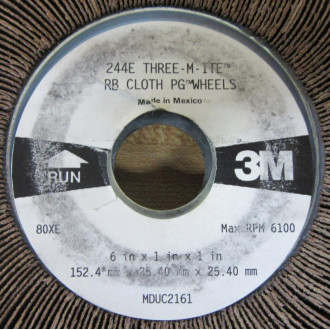 244E THREE-M-ITE™
RB CLOTH PG™WHEELS
Made in Mexico
RUN
3M
80XE
Max RPM 6100
6 in x 1 in x 1 in
152.4 mm x 25.40 mm x 25.40 mm
MDUC2161